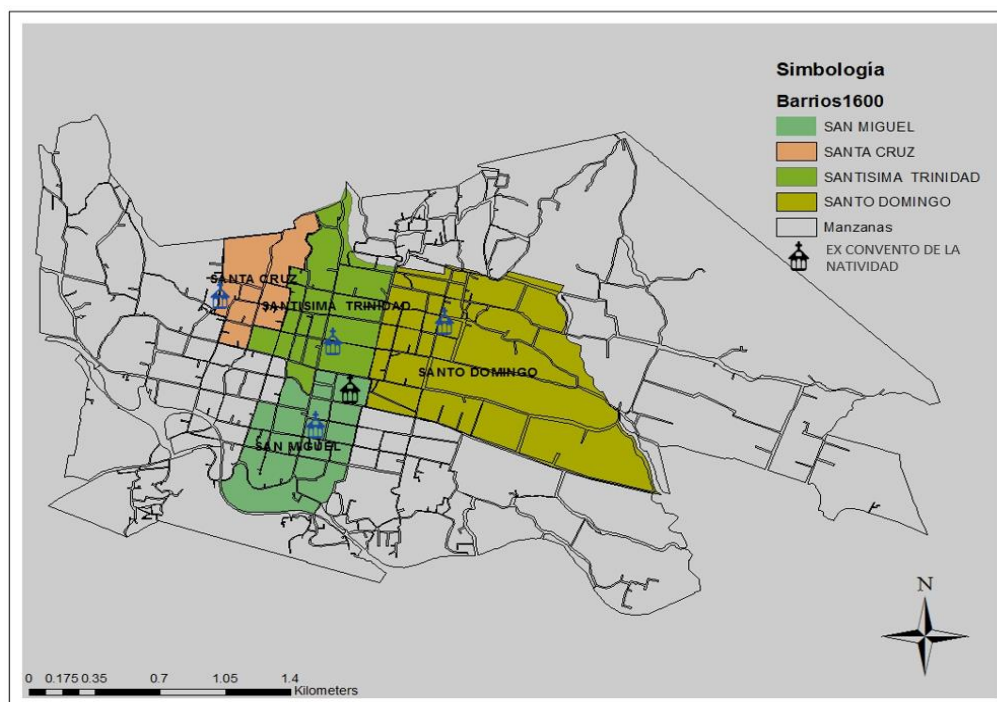 Simbología
Barrios1600
SAN MIGUEL
SANTA CRUZ
SANTISIMA TRINIDAD
SANTO DOMINGO
Manzanas
EX CONVENTO DE LA
NATIVIDAD
SANTA CRUZ
SANTISIMA TRINIDAD
SANTO DOMINGO
SAN MIGUEL
N
0 0.175 0.35 0.7 1.05 1.4
Kilometers